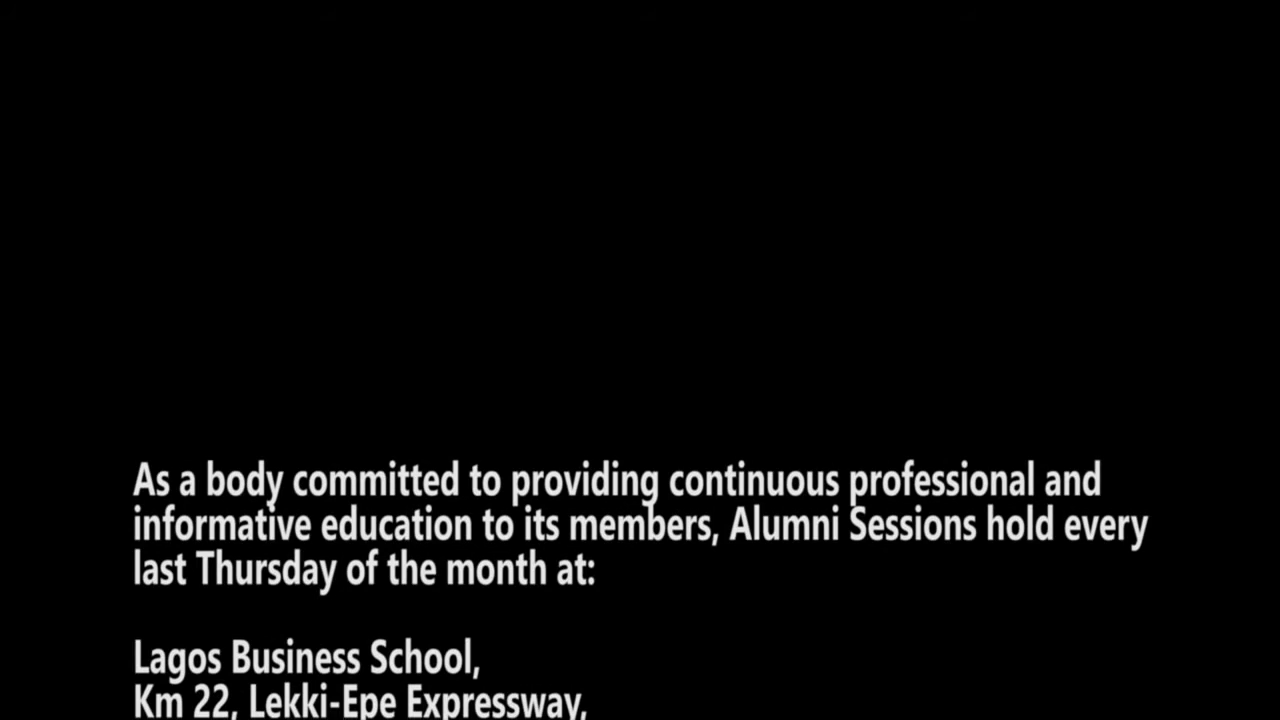 As a body committed to providing continuous professional and
informative education to its members, Alumni Sessions hold every
last Thursday of the month at:
Lagos Business School,
Km 22, Lekki-Epe Expressway,